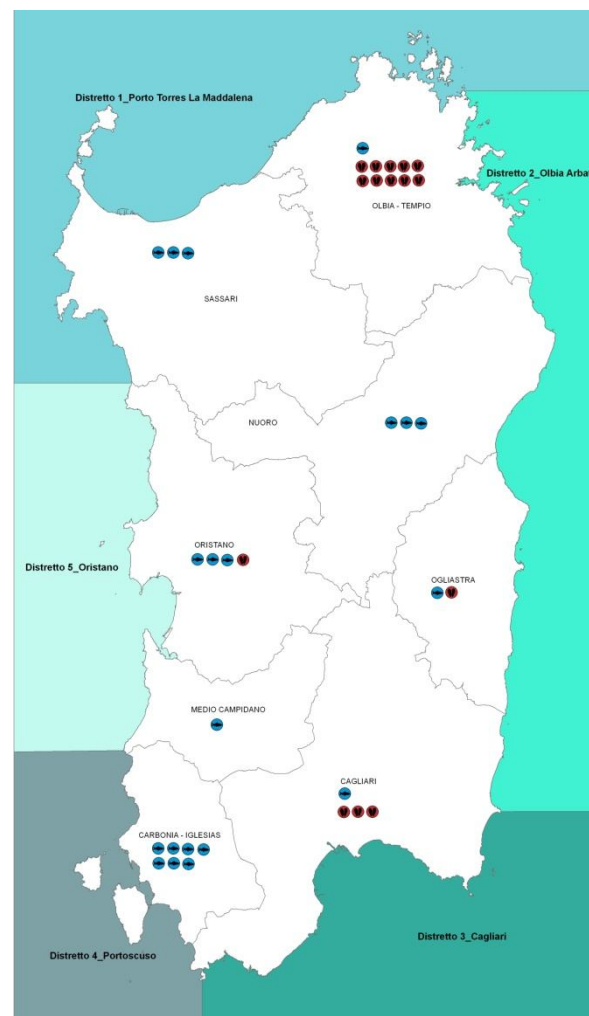 Distretto 1_Porto Torres La Maddalena
Distretto 2_Olbia Arbat
OLBIA - TEMPIO
SASSARI
NUORO
ORISTANO
Distretto 5_Oristano
OGLIASTRA
MEDIO CAMPIDANO
CAGLIARI
CARBONIA - IGLESIAS
Distretto 3_Cagliari
Distretto 4_Portoscuso